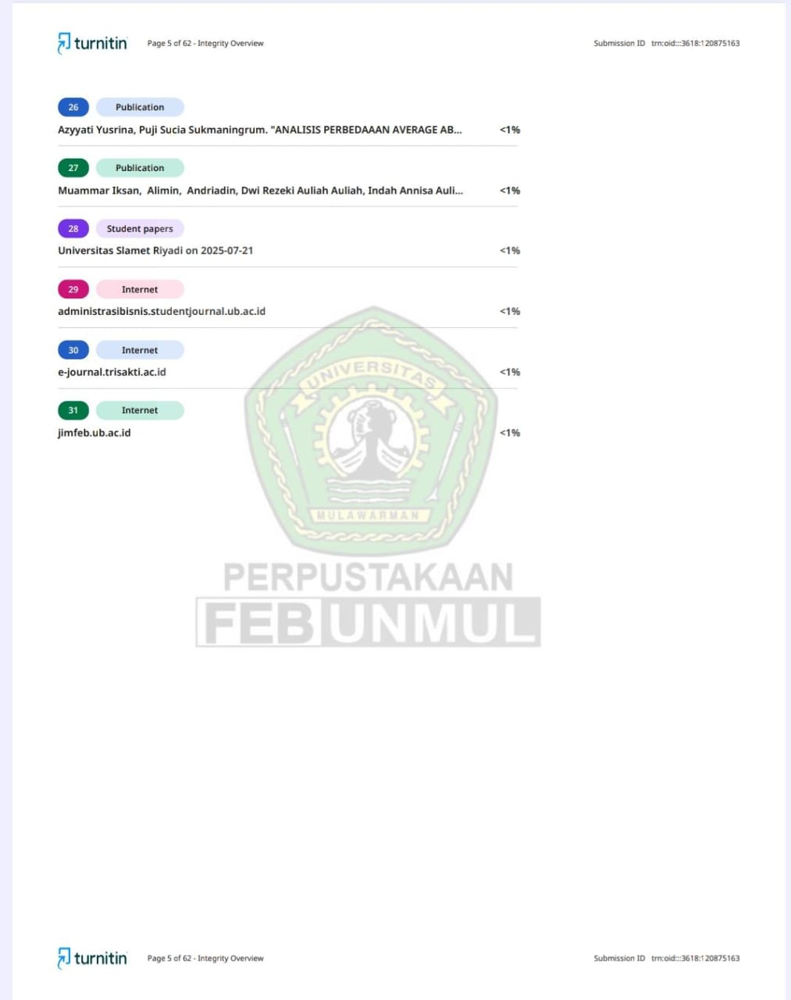 turnitin Page 5 of 62 - Integrity Overview Submission ID trn:oid:::3618:120875163
26 Publication
Azyyati Yusrina, Puji Sucia Sukmaningrum. "ANALISIS PERBEDAAAN AVERAGE AB... <1%
27 Publication
Muammar Iksan, Alimin, Andriadin, Dwi Rezeki Auliah Auliah, Indah Annisa Auli... <1%
28 Student papers
Universitas Slamet Riyadi on 2025-07-21 <1%
29 Internet
administrasibisnis.studentjournal.ub.ac.id <1%
30 Internet
e-journal.trisakti.ac.id <1%
31 Internet
jimfeb.ub.ac.id <1%
UNIVERSITAS
MULAWARMAN
PERPUSTAKAAN
FEB UNMUL
turnitin Page 5 of 62 - Integrity Overview Submission ID trn:oid:::3618:120875163